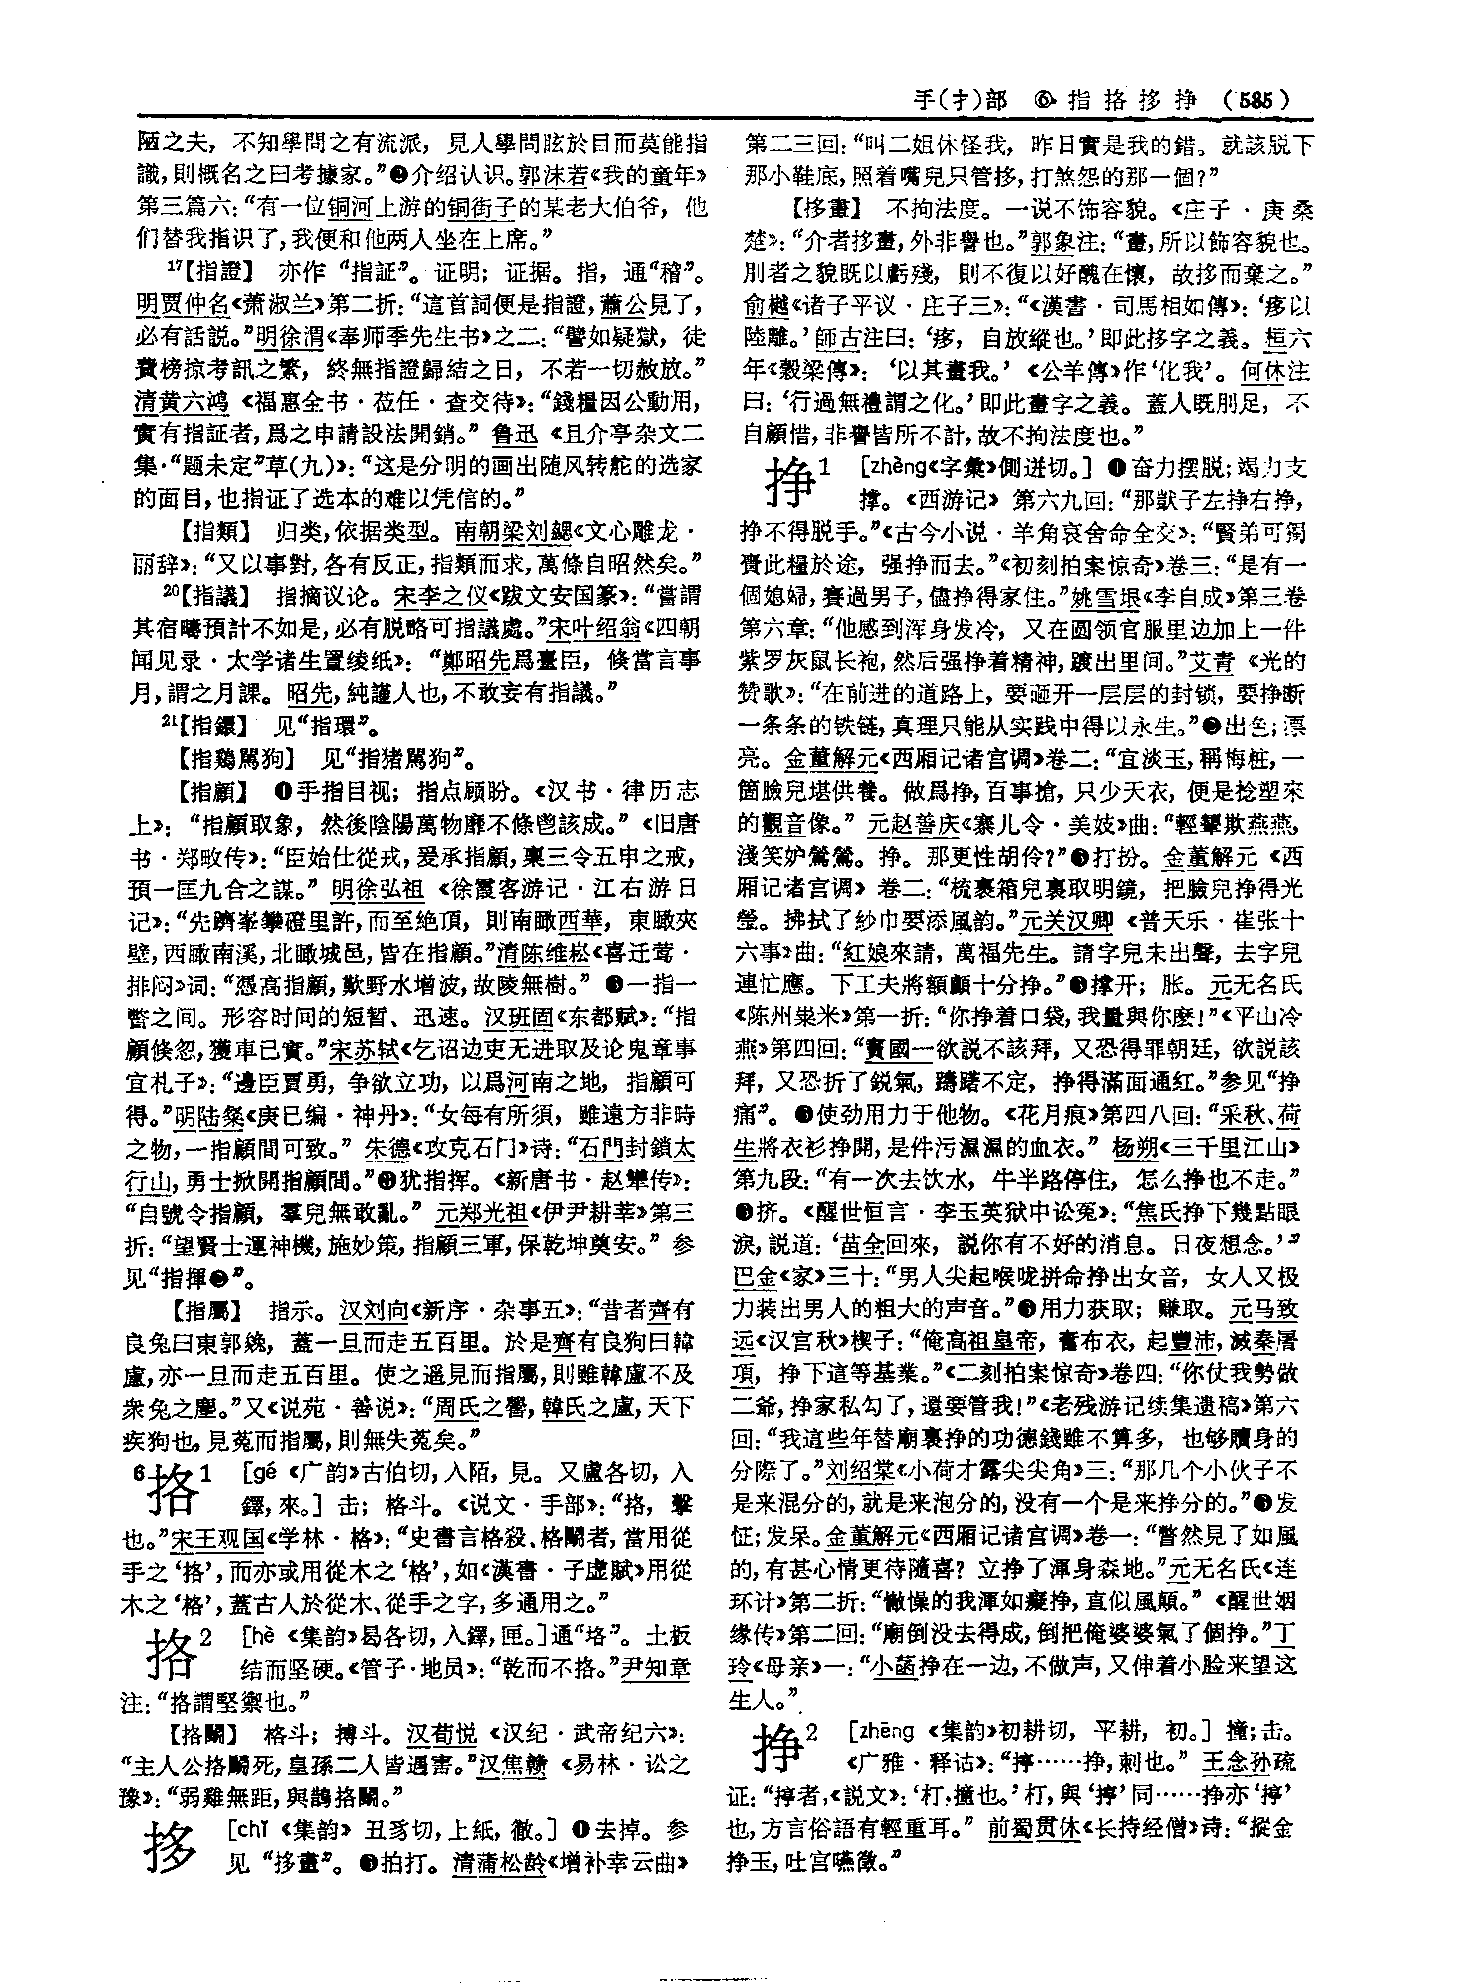 手(扌)部 ⑥ 指挌拸挣 (585)
陋之夫，不知學問之有流派，見人學問眩於目而莫能指
識，則概名之曰考據家。”❷介绍认识。郭沫若《我的童年》
第三篇六：“有一位铜河上游的铜街子的某老大伯爷，他
们替我指识了，我便和他两人坐在上席。”
17【指證】 亦作“指証”。证明；证据。指，通“稽”。
明贾仲名《萧淑兰》第二折：“這首詞便是指證，蕭公見了，
必有話説。”明徐渭《奉师季先生书》之二：“譬如疑獄，徒
費榜掠考訊之繁，終無指證歸結之日，不若一切赦放。”
清黄六鸿《福惠全书·莅任·查交待》：“錢糧因公動用，
實有指証者，爲之申請設法開銷。”鲁迅《且介亭杂文二
集·“题未定”草(九)》：“这是分明的画出随风转舵的选家
的面目，也指证了选本的难以凭信的。”
【指類】 归类，依据类型。南朝梁刘勰《文心雕龙·
丽辞》：“又以事對，各有反正，指類而求，萬條自昭然矣。”
20【指議】 指摘议论。宋李之仪《跋文安国篆》：“嘗謂
其宿疇預計不如是，必有脱略可指議處。”宋叶绍翁《四朝
闻见录·太学诸生置绫纸》：“鄭昭先爲臺臣，倏當言事
月，謂之月課。昭先，純謹人也，不敢妄有指議。”
21【指鐶】 见“指環”。
【指鷄駡狗】 见“指猪駡狗”。
【指顧】 ❶手指目视；指点顾盼。《汉书·律历志
上》：“指顧取象，然後陰陽萬物靡不條鬯該成。”《旧唐
书·郑畋传》：“臣始仕從戎，爰承指顧，稟三令五申之戒，
預一匡九合之謀。”明徐弘祖《徐霞客游记·江右游日
记》：“先躋峯攀磴里許，而至絶頂，則南瞰西華，東瞰夾
壁，西瞰南溪，北瞰城邑，皆在指顧。”清陈维崧《喜迁莺·
排闷》词：“憑高指顧，歎野水增波，故陵無樹。”❷一指一
瞥之间。形容时间的短暂、迅速。汉班固《东都赋》：“指
顧倏忽，獲車已實。”宋苏轼《乞诏边吏无进取及论鬼章事
宜札子》：“邊臣賈勇，争欲立功，以爲河南之地，指顧可
得。”明陆粲《庚巳编·神丹》：“女每有所須，雖遠方非時
之物，一指顧間可致。”朱德《攻克石门》诗：“石門封鎖太
行山，勇士掀開指顧間。”❸犹指挥。《新唐书·赵犨传》：
“自號令指顧，羣兒無敢亂。”元郑光祖《伊尹耕莘》第三
折：“望賢士運神機，施妙策，指顧三軍，保乾坤奠安。”参
见“指揮❷”。
【指屬】 指示。汉刘向《新序·杂事五》：“昔者齊有
良兔曰東郭㕙，蓋一旦而走五百里。於是齊有良狗曰韓
盧，亦一旦而走五百里。使之遥見而指屬，則雖韓盧不及
衆兔之塵。”又《说苑·善说》：“周氏之嚳，韓氏之盧，天下
疾狗也，見菟而指屬，則無失菟矣。”
6挌1 [gé《广韵》古伯切，入陌，見。又盧各切，入
鐸，來。] 击；格斗。《说文·手部》：“挌，擊
也。”宋王观国《学林·格》：“史書言格殺、格鬭者，當用從
手之‘挌’，而亦或用從木之‘格’，如《漢書·子虚賦》用從
木之‘格’，蓋古人於從木、從手之字，多通用之。”
挌2 [hè《集韵》曷各切，入鐸，匣。]通“垎”。土板
结而坚硬。《管子·地员》：“乾而不挌。”尹知章
注：“挌謂堅禦也。”
【挌鬭】 格斗；搏斗。汉荀悦《汉纪·武帝纪六》：
“主人公挌鬭死，皇孫二人皆遇害。”汉焦赣《易林·讼之
豫》：“弱雞無距，與鵲挌鬭。”
拸 [chǐ《集韵》丑豸切，上紙，徹。] ❶去掉。参
见“拸畫”。❷拍打。清蒲松龄《增补幸云曲》
第二三回：“叫二姐休怪我，昨日實是我的錯。就該脱下
那小鞋底，照着嘴兒只管拸，打煞怨的那一個？”
【拸畫】 不拘法度。一说不饰容貌。《庄子·庚桑
楚》：“介者拸畫，外非譽也。”郭象注：“畫，所以飾容貌也。
刖者之貌既以虧殘，則不復以好醜在懷，故拸而棄之。”
俞樾《诸子平议·庄子三》：“《漢書·司馬相如傳》：‘痑以
陸離。’師古注曰：‘痑，自放縱也。’即此拸字之義。桓六
年《穀梁傳》：‘以其畫我。’《公羊傳》作‘化我’。何休注
曰：‘行過無禮謂之化。’即此畫字之義。蓋人既刖足，不
自顧惜，非譽皆所不計，故不拘法度也。”
挣1 [zhèng《字彙》側迸切。] ❶奋力摆脱；竭力支
撑。《西游记》第六九回：“那獃子左挣右挣，
挣不得脱手。”《古今小说·羊角哀舍命全交》：“賢弟可獨
賫此糧於途，强挣而去。”《初刻拍案惊奇》卷三：“是有一
個媳婦，賽過男子，儘挣得家住。”姚雪垠《李自成》第三卷
第六章：“他感到浑身发冷，又在圆领官服里边加上一件
紫罗灰鼠长袍，然后强挣着精神，踱出里间。”艾青《光的
赞歌》：“在前进的道路上，要砸开一层层的封锁，要挣断
一条条的铁链，真理只能从实践中得以永生。”❷出色；漂
亮。金董解元《西厢记诸宫调》卷二：“宜淡玉，稱梅桩，一
箇臉兒堪供養。做爲挣，百事搶，只少天衣，便是捻塑來
的觀音像。”元赵善庆《寨儿令·美妓》曲：“輕顰欺燕燕，
淺笑妒鶯鶯。挣。那更性胡伶？”❸打扮。金董解元《西
厢记诸宫调》卷二：“梳裹箱兒裏取明鏡，把臉兒挣得光
瑩。拂拭了紗巾要添風韵。”元关汉卿《普天乐·崔张十
六事》曲：“紅娘來請，萬福先生。請字兒未出聲，去字兒
連忙應。下工夫將額顱十分挣。”❹撑开；胀。元无名氏
《陈州粜米》第一折：“你挣着口袋，我量與你麽！”《平山冷
燕》第四回：“竇國一欲説不該拜，又恐得罪朝廷，欲説該
拜，又恐折了鋭氣，躊躇不定，挣得滿面通紅。”参见“挣
痛”。❺使劲用力于他物。《花月痕》第四八回：“采秋、荷
生將衣衫挣開，是件污濕濕的血衣。”杨朔《三千里江山》
第九段：“有一次去饮水，牛半路停住，怎么挣也不走。”
❻挤。《醒世恒言·李玉英狱中讼冤》：“焦氏挣下幾點眼
淚，説道：‘苗全回來，説你有不好的消息。日夜想念。’”
巴金《家》三十：“男人尖起喉咙拼命挣出女音，女人又极
力装出男人的粗大的声音。”❼用力获取；赚取。元马致
远《汉宫秋》楔子：“俺高祖皇帝，奮布衣，起豐沛，滅秦屠
項，挣下這等基業。”《二刻拍案惊奇》卷四：“你仗我勢做
二爺，挣家私勾了，還要管我！”《老残游记续集遗稿》第六
回：“我這些年替廟裏挣的功德錢雖不算多，也够贖身的
分際了。”刘绍棠《小荷才露尖尖角》三：“那几个小伙子不
是来混分的，就是来泡分的，没有一个是来挣分的。”❽发
怔；发呆。金董解元《西厢记诸宫调》卷一：“瞥然見了如風
的，有甚心情更待隨喜？立挣了渾身森地。”元无名氏《连
环计》第二折：“憿懆的我渾如癡挣，直似風顛。”《醒世姻
缘传》第二回：“廟倒没去得成，倒把俺婆婆氣了個挣。”丁
玲《母亲》一：“小菡挣在一边，不做声，又伸着小脸来望这
生人。”
挣2 [zhēng《集韵》初耕切，平耕，初。] 撞；击。
《广雅·释诂》：“揨……挣，刺也。”王念孙疏
证：“揨者，《説文》：‘朾，撞也。’朾，與‘揨’同……挣亦‘揨’
也，方言俗語有輕重耳。”前蜀贯休《长持经僧》诗：“摐金
挣玉，吐宫嚥徵。”